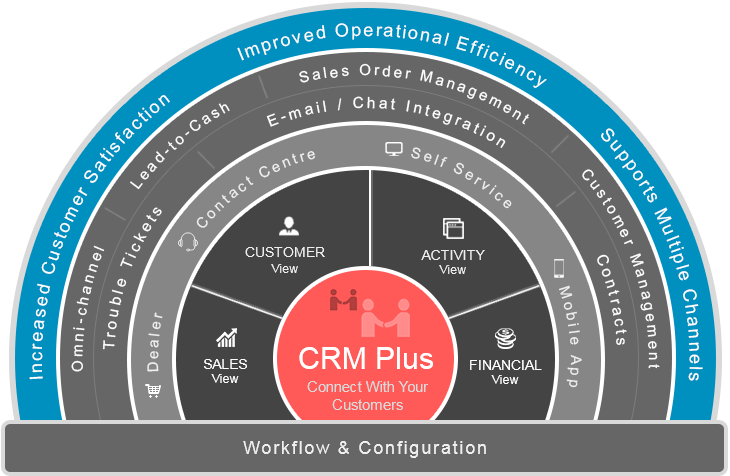 Increased Customer Satisfaction
Improved Operational Efficiency
Supports Multiple Channels
Omni-channel
Lead-to-Cash
Sales Order Management
Customer Management
Trouble Tickets
E-mail / Chat Integration
Contracts
Dealer
Contact Centre
Self Service
Mobile App
SALES
View
CUSTOMER
View
ACTIVITY
View
FINANCIAL
View
CRM Plus
Connect With Your
Customers
Workflow & Configuration